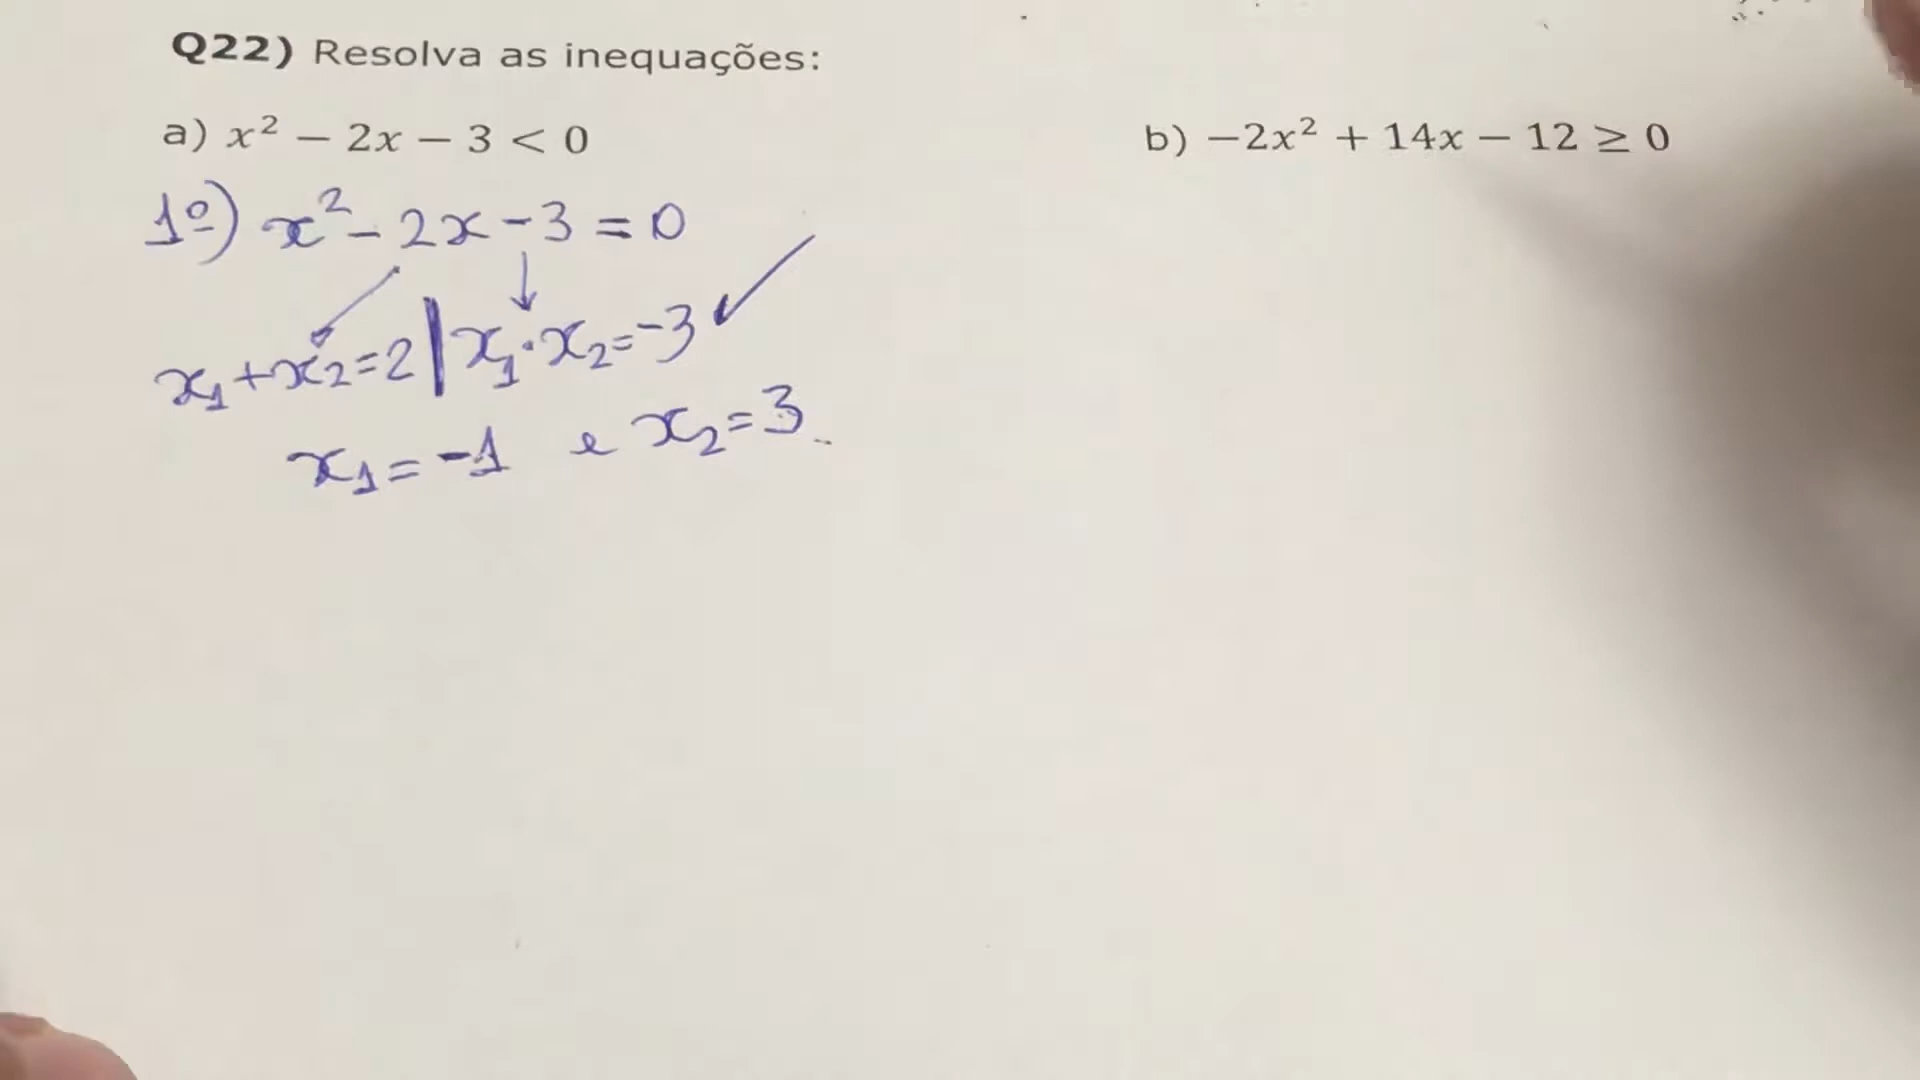 Q22) Resolva as inequações:
a) x² − 2x − 3 < 0
b) −2x² + 14x − 12 ≥ 0
1º) x² - 2x - 3 = 0
x₁ + x₂ = 2 | x₁ · x₂ = -3
x₁ = -1 e x₂ = 3